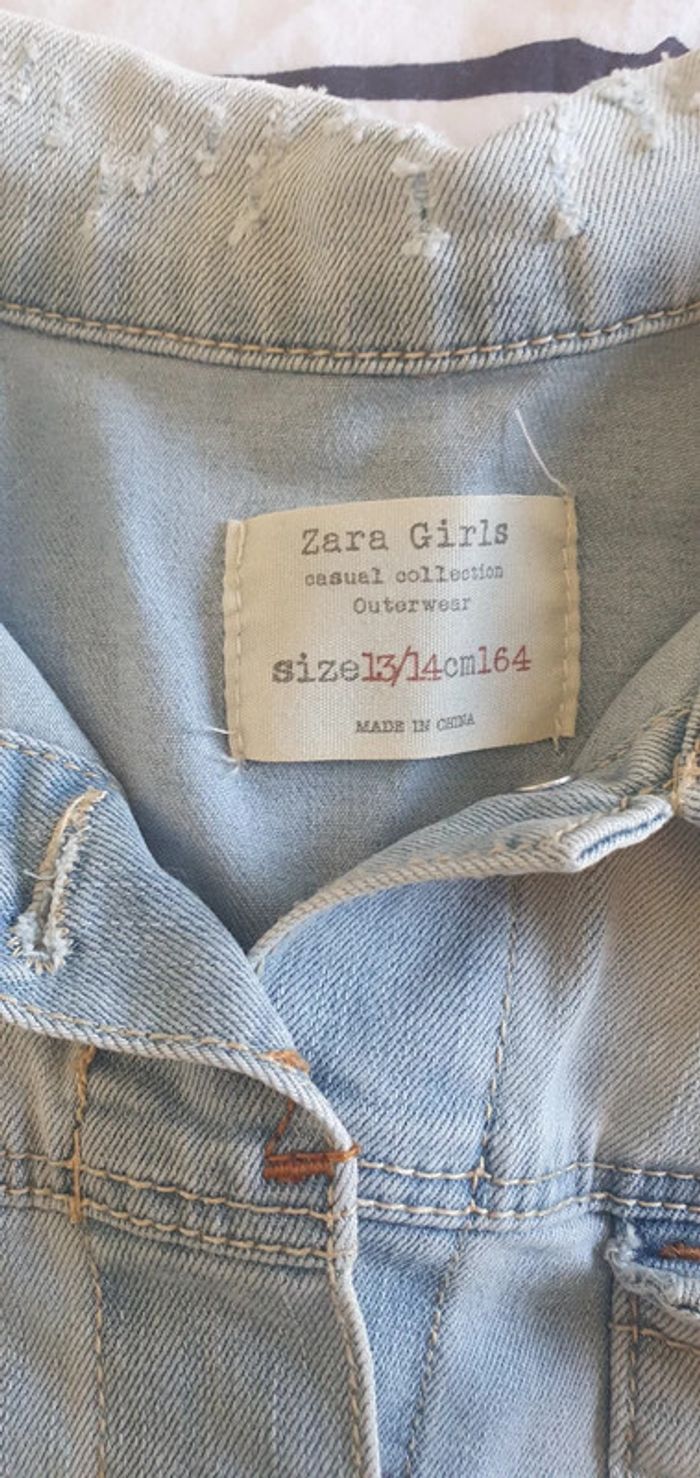 Zara Girls
casual collection
Outerwear
size13/14cm164
MADE IN CHINA